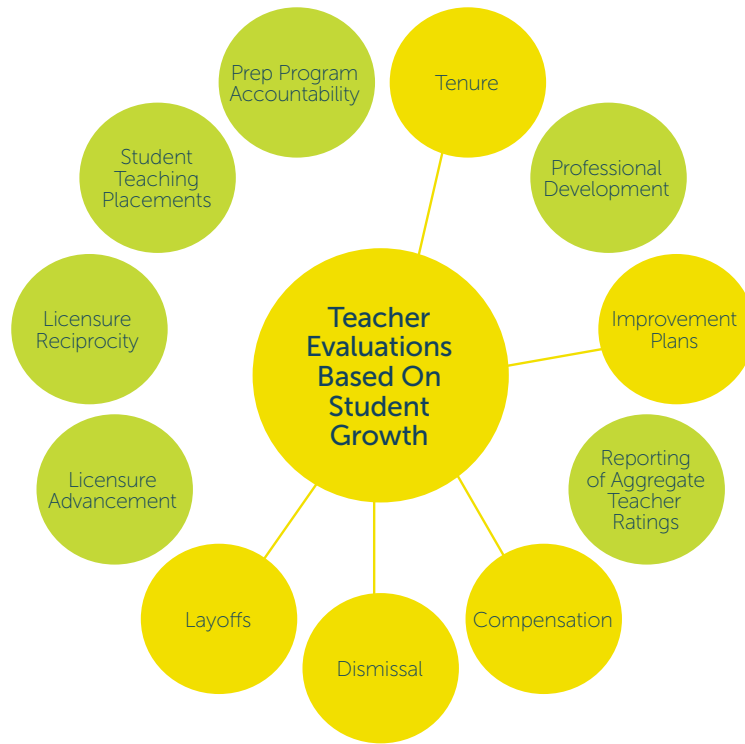 Prep Program
Accountability
Tenure
Student
Teaching
Placements
Professional
Development
Licensure
Reciprocity
Teacher
Evaluations
Based On
Student
Growth
Improvement
Plans
Licensure
Advancement
Reporting
of Aggregate
Teacher
Ratings
Layoffs
Dismissal
Compensation